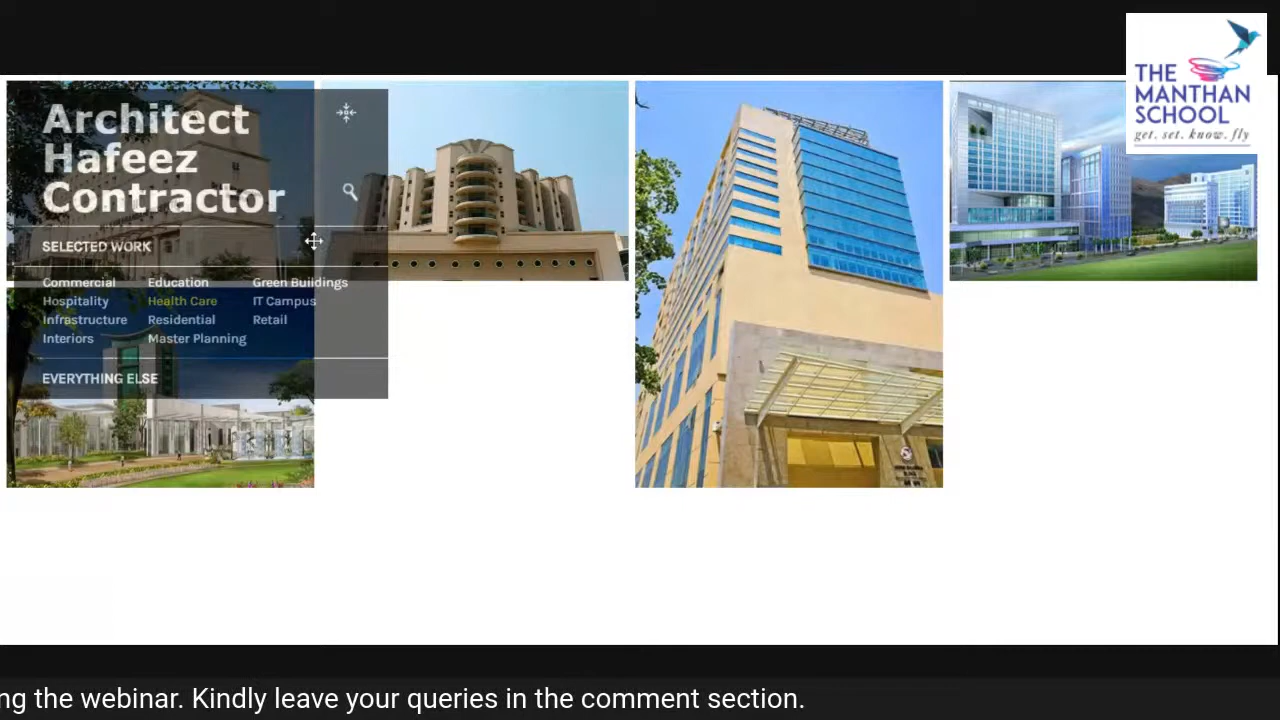 Architect
Hafeez
Contractor
SELECTED WORK
Commercial Education Green Buildings
Hospitality Health Care IT Campus
Infrastructure Residential Retail
Interiors Master Planning
EVERYTHING ELSE
THE
MANTHAN
SCHOOL
get. set. know. fly
ng the webinar. Kindly leave your queries in the comment section.